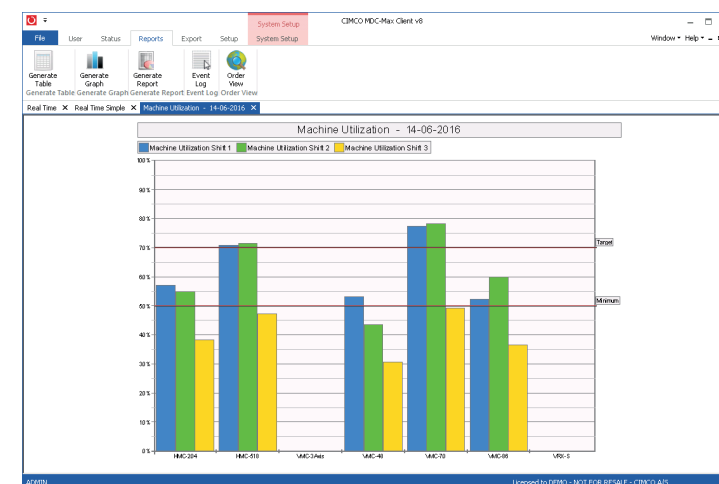 System Setup
CIMCO MDC-Max Client v8
File User Status Reports Export Setup System Setup Window Help
Generate Table
Generate Graph
Generate Report
Event Log
Order View
Generate Table Generate Graph Generate Report Event Log Order View
Real Time X Real Time Simple X Machine Utilization - 14-06-2016 X
Machine Utilization - 14-06-2016
Machine Utilization Shift 1 Machine Utilization Shift 2 Machine Utilization Shift 3
100 %
90 %
80 %
70 %
Target
60 %
50 %
Minimum
40 %
30 %
20 %
10 %
0 %
HMC-204 HMC-510 VMC-3Axis VMC-40 VMC-70 VMC-86 VRX-S
ADMIN Licensed to DEMO - NOT FOR RESALE - CIMCO A/S